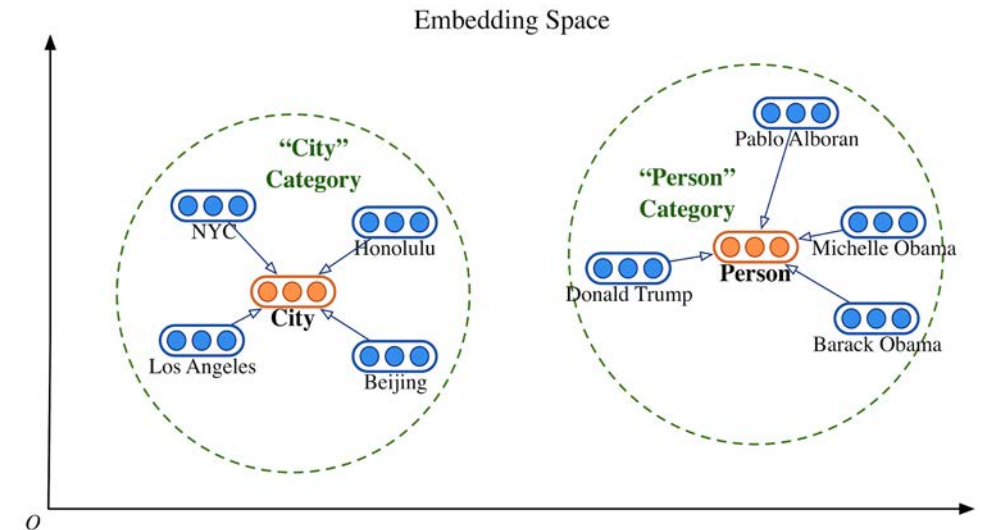 Embedding Space
“City”
Category
NYC
Honolulu
City
Los Angeles
Beijing
Pablo Alboran
“Person”
Category
Michelle Obama
Person
Donald Trump
Barack Obama
O